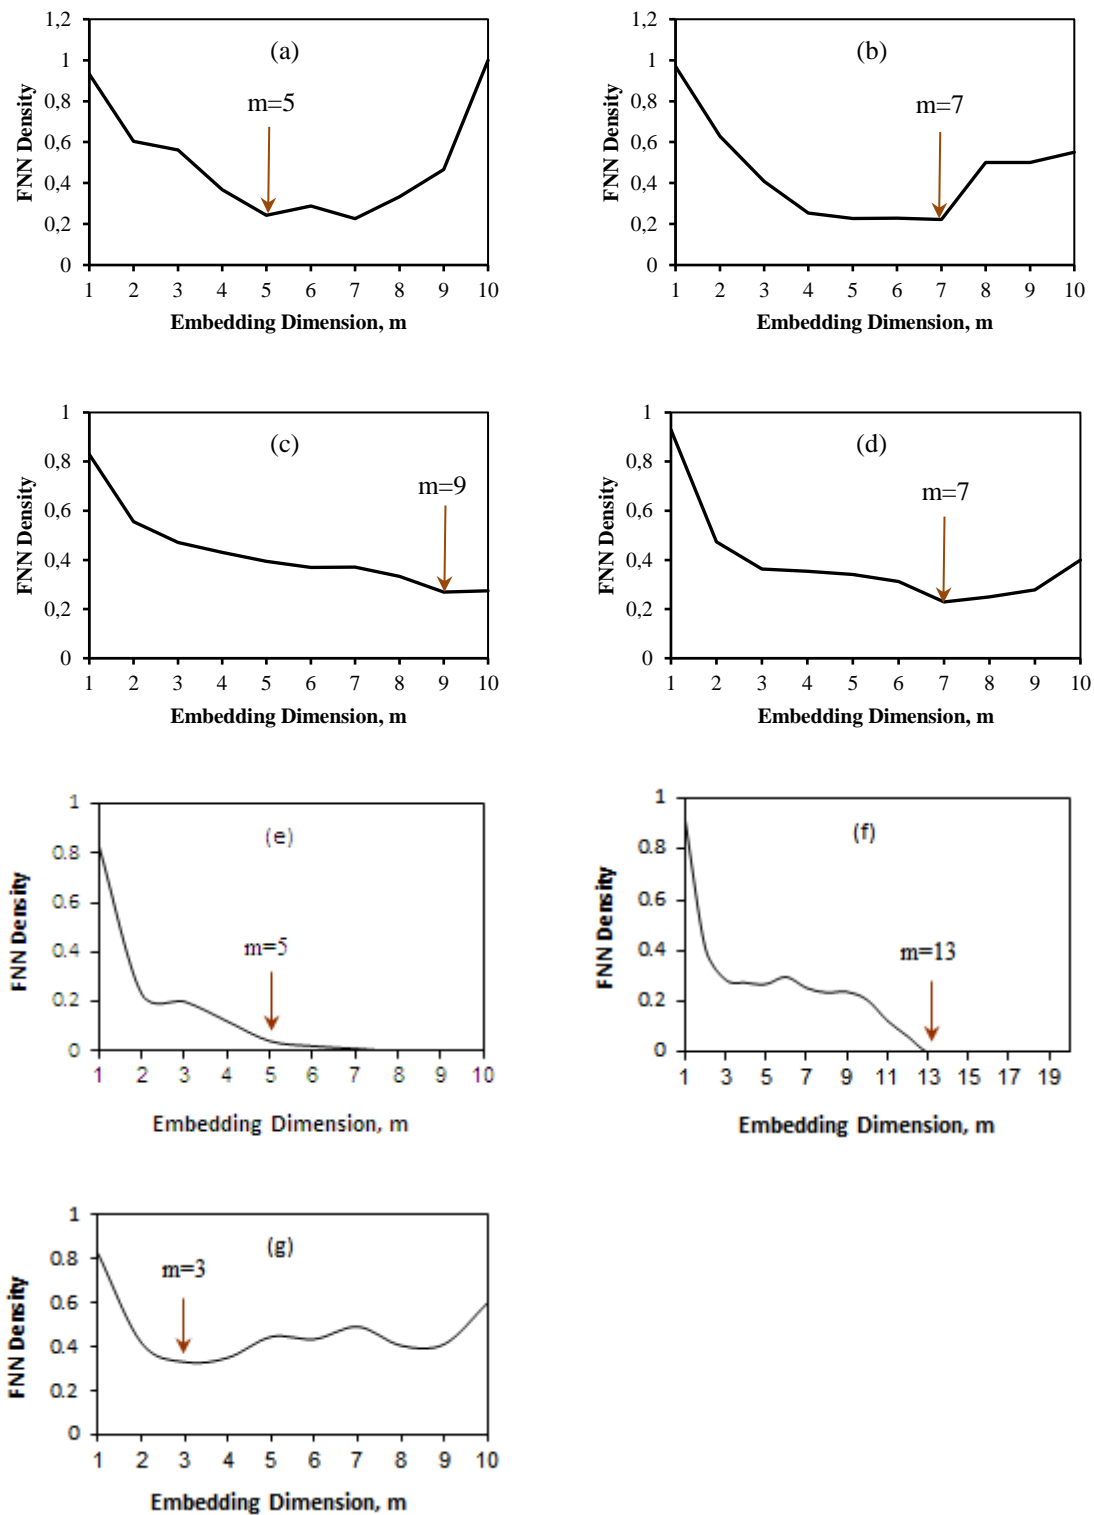 (a)
m=5
FNN Density
1,2
1
0,8
0,6
0,4
0,2
0
1 2 3 4 5 6 7 8 9 10
Embedding Dimension, m
(b)
m=7
FNN Density
1,2
1
0,8
0,6
0,4
0,2
0
1 2 3 4 5 6 7 8 9 10
Embedding Dimension, m
(c)
m=9
FNN Density
1
0,8
0,6
0,4
0,2
0
1 2 3 4 5 6 7 8 9 10
Embedding Dimension, m
(d)
m=7
FNN Density
1
0,8
0,6
0,4
0,2
0
1 2 3 4 5 6 7 8 9 10
Embedding Dimension, m
(e)
m=5
FNN Density
1
0.8
0.6
0.4
0.2
0
1 2 3 4 5 6 7 8 9 10
Embedding Dimension, m
(f)
m=13
FNN Density
1
0.8
0.6
0.4
0.2
0
1 3 5 7 9 11 13 15 17 19
Embedding Dimension, m
(g)
m=3
FNN Density
1
0.8
0.6
0.4
0.2
0
1 2 3 4 5 6 7 8 9 10
Embedding Dimension, m